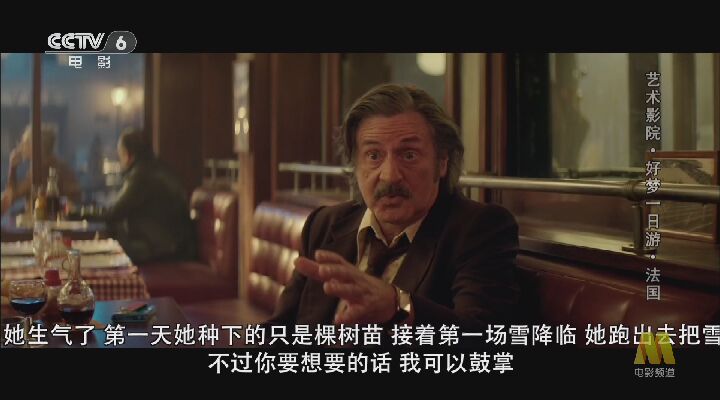 CCTV 6
电影
艺术影院·好梦一日游·法国
她生气了 第一天她种下的只是棵树苗 接着第一场雪降临 她跑出去把雪
不过你要想要的话 我可以鼓掌
电影频道